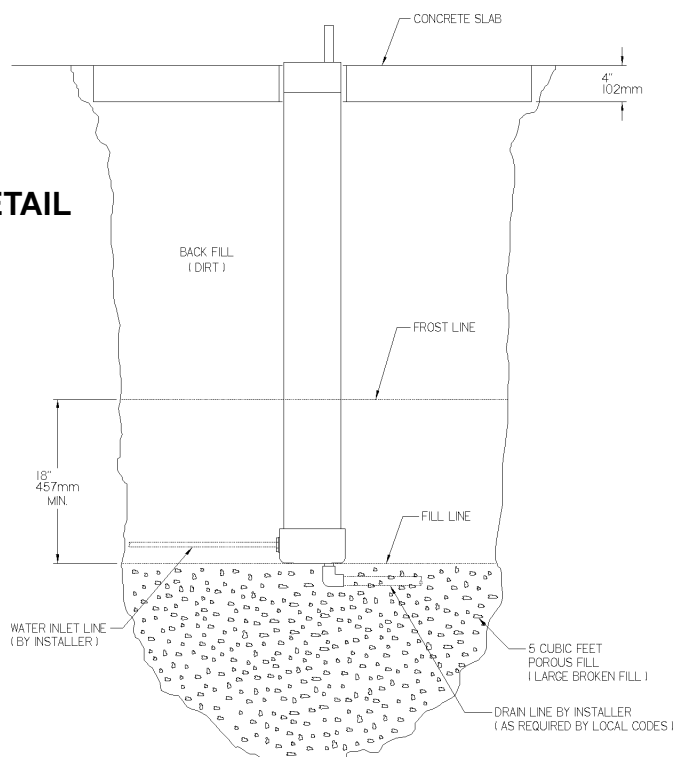 CONCRETE SLAB
4"
102mm
ETAIL
BACK FILL
( DIRT )
FROST LINE
18"
457mm
MIN.
FILL LINE
WATER INLET LINE
( BY INSTALLER )
5 CUBIC FEET
POROUS FILL
( LARGE BROKEN FILL )
DRAIN LINE BY INSTALLER
( AS REQUIRED BY LOCAL CODES )